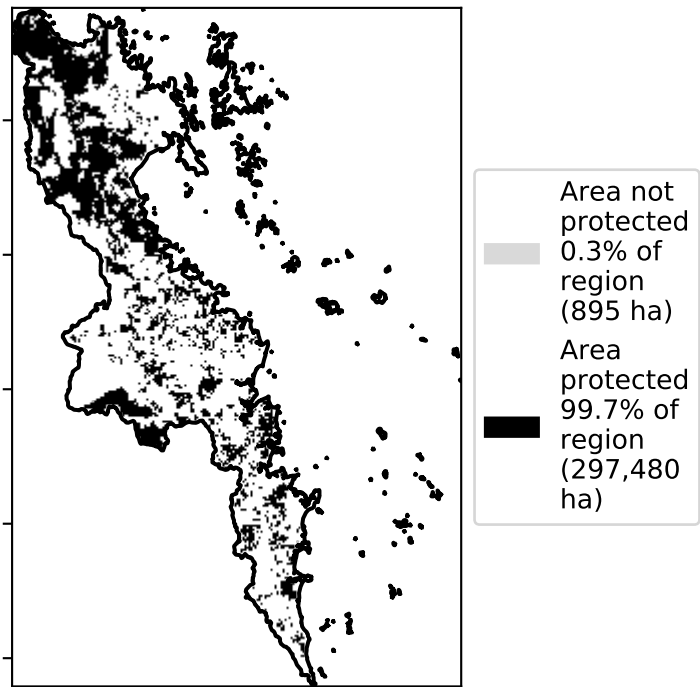 Area not
protected
0.3% of
region
(895 ha)
Area
protected
99.7% of
region
(297,480
ha)